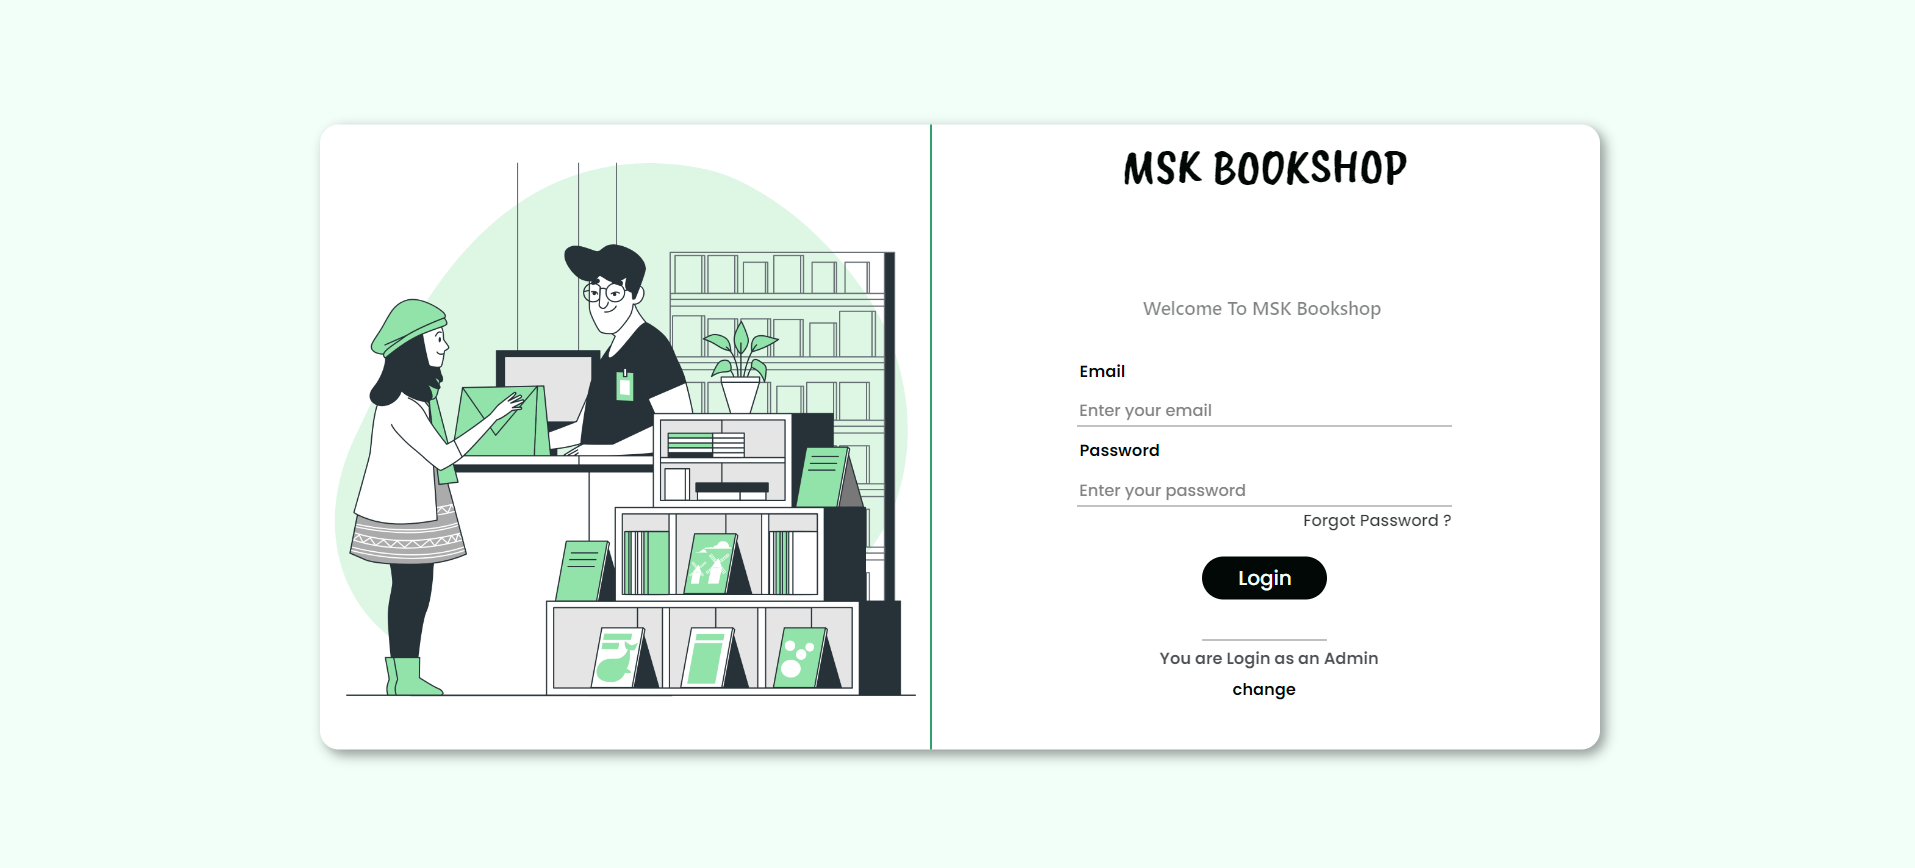 MSK BOOKSHOP
Welcome To MSK Bookshop
Email
Enter your email
Password
Enter your password
Forgot Password ?
Login
You are Login as an Admin
change